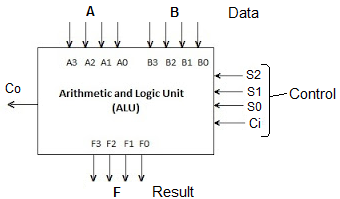 A B Data
A3 A2 A1 A0 B3 B2 B1 B0
S2
Co
Arithmetic and Logic Unit
S1
Control
(ALU)
S0
Ci
F3 F2 F1 F0
F Result